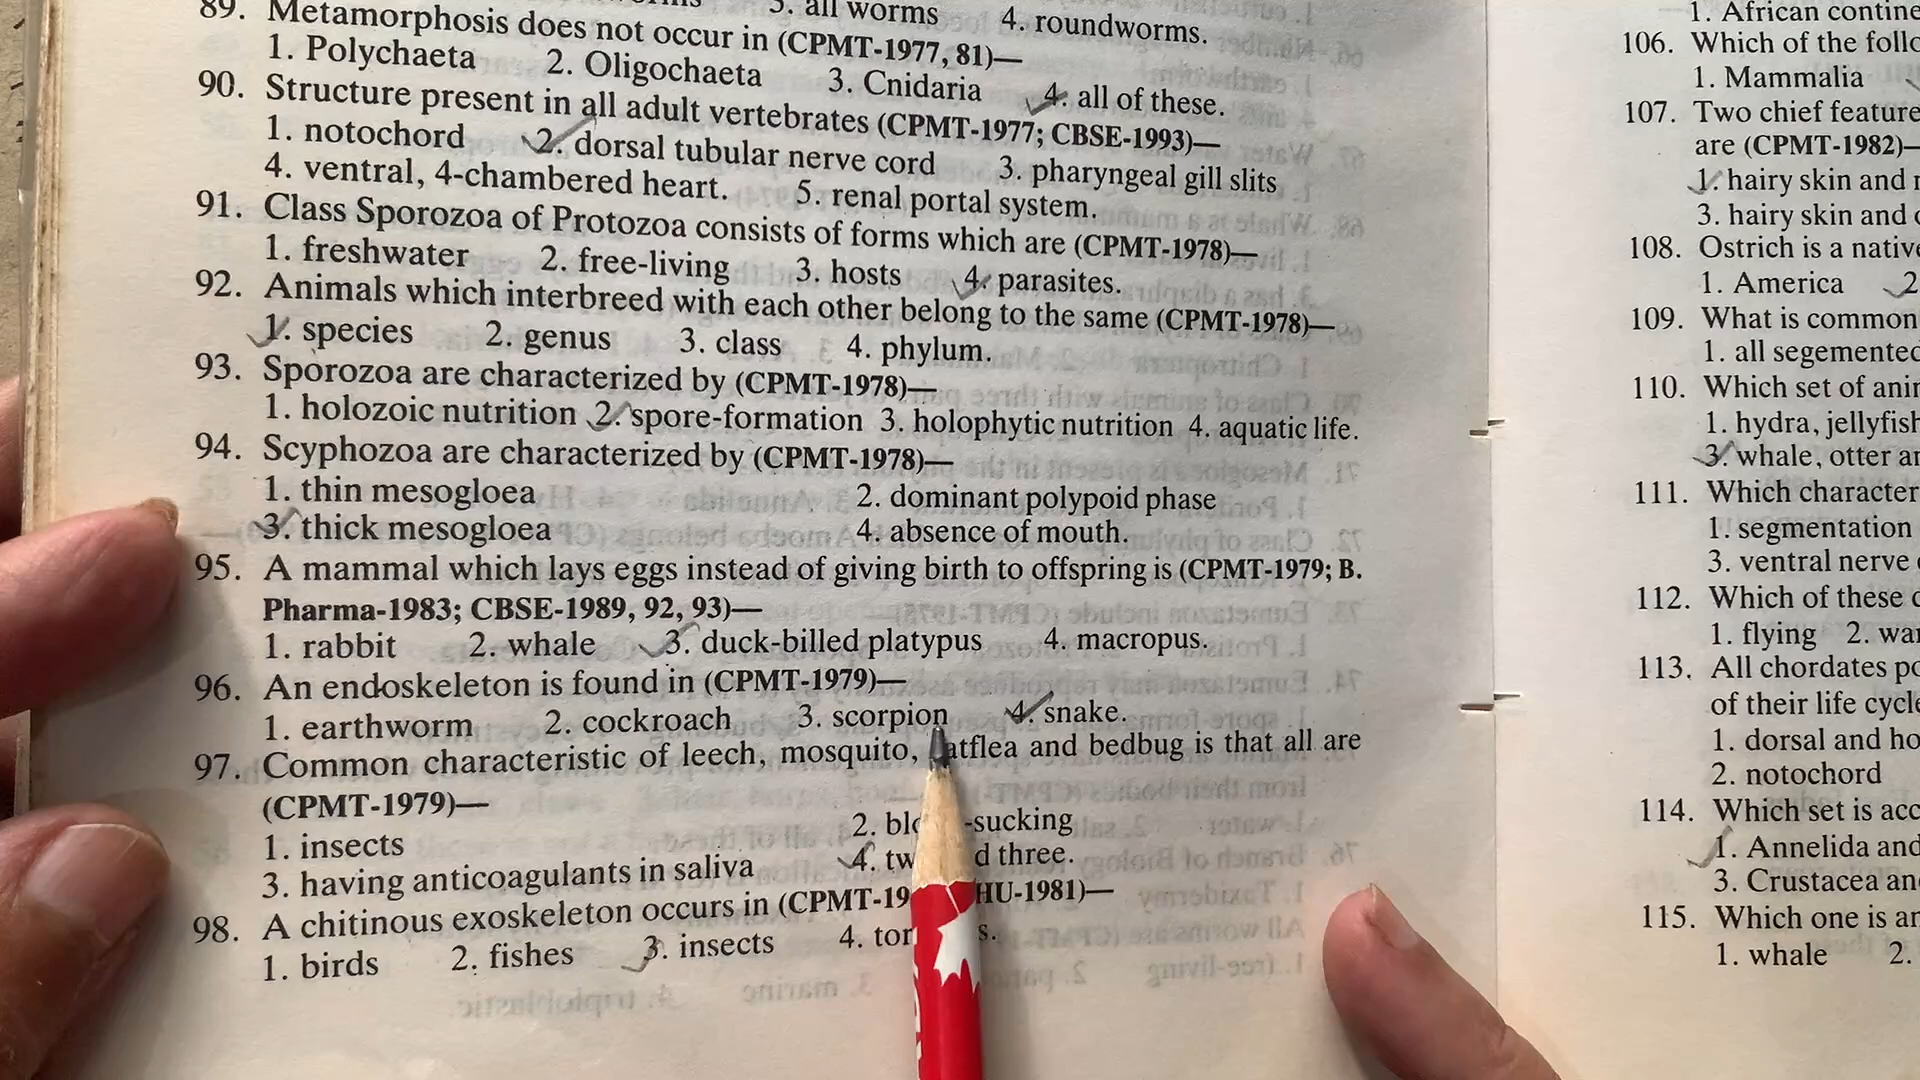 89. Metamorphosis does not occur in (CPMT-1977, 81)—
3. all worms 4. roundworms.
1. Polychaeta 2. Oligochaeta 3. Cnidaria 4. all of these.
90. Structure present in all adult vertebrates (CPMT-1977; CBSE-1993)—
1. notochord 2. dorsal tubular nerve cord 3. pharyngeal gill slits
4. ventral, 4-chambered heart. 5. renal portal system.
91. Class Sporozoa of Protozoa consists of forms which are (CPMT-1978)—
1. freshwater 2. free-living 3. hosts 4. parasites.
92. Animals which interbreed with each other belong to the same (CPMT-1978)—
1. species 2. genus 3. class 4. phylum.
93. Sporozoa are characterized by (CPMT-1978)—
1. holozoic nutrition 2. spore-formation 3. holophytic nutrition 4. aquatic life.
94. Scyphozoa are characterized by (CPMT-1978)—
1. thin mesogloea 2. dominant polypoid phase
3. thick mesogloea 4. absence of mouth.
95. A mammal which lays eggs instead of giving birth to offspring is (CPMT-1979; B.
Pharma-1983; CBSE-1989, 92, 93)—
1. rabbit 2. whale 3. duck-billed platypus 4. macropus.
96. An endoskeleton is found in (CPMT-1979)—
1. earthworm 2. cockroach 3. scorpion 4. snake.
97. Common characteristic of leech, mosquito, atflea and bedbug is that all are
(CPMT-1979)—
1. insects 2. -sucking
3. having anticoagulants in saliva 4. three.
98. A chitinous exoskeleton occurs in (CPMT-19 HU-1981)—
1. birds 2. fishes 3. insects 4.
1. African contine
106. Which of the follo
1. Mammalia
107. Two chief feature
are (CPMT-1982)—
1. hairy skin and
3. hairy skin and
108. Ostrich is a native
1. America 2
109. What is common
1. all segemented
110. Which set of anim
1. hydra, jellyfish
3. whale, otter an
111. Which character
1. segmentation
3. ventral nerve
112. Which of these
1. flying 2. wa
113. All chordates po
of their life cycle
1. dorsal and ho
2. notochord
114. Which set is acc
1. Annelida and
3. Crustacea an
115. Which one is an
1. whale 2.